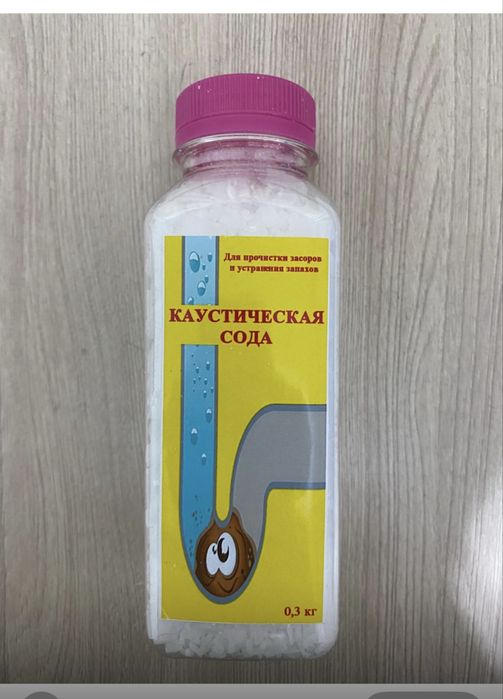 Для прочистки засоров
и устранения запахов
КАУСТИЧЕСКАЯ
СОДА
0,3 кг